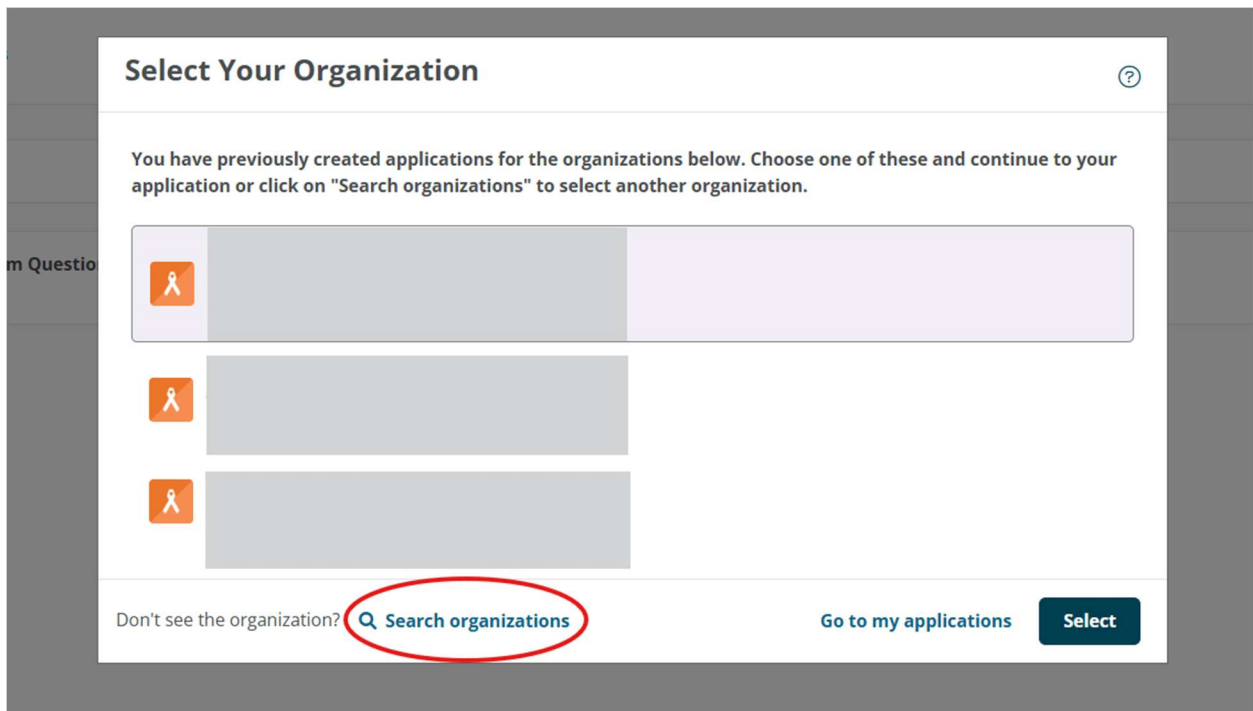 Select Your Organization
You have previously created applications for the organizations below. Choose one of these and continue to your
application or click on "Search organizations" to select another organization.
m Questio
Don't see the organization? Search organizations
Go to my applications
Select